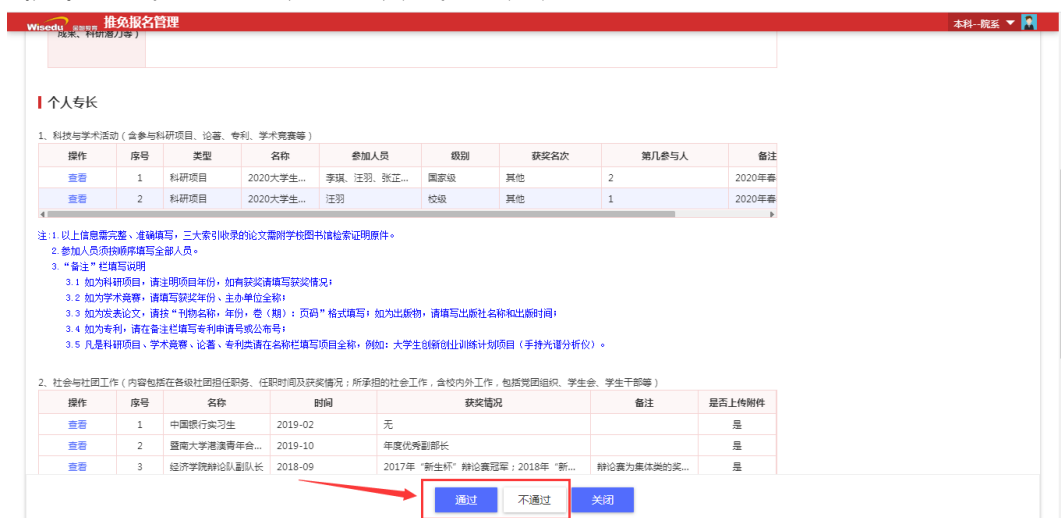 Wisedu 推免报名管理 本科--院系
成果、科研潜力等）
个人专长
1、科技与学术活动（含参与科研项目、论著、专利、学术竞赛等）
操作 序号 类型 名称 参加人员 级别 获奖名次 第几参与人 备注
查看 1 科研项目 2020大学生... 李琪、汪羽、张正... 国家级 其他 2 2020年春
查看 2 科研项目 2020大学生... 汪羽 校级 其他 1 2020年春
注:1.以上信息需完整、准确填写，三大索引收录的论文需附学校图书馆检索证明原件。
2.参加人员须按顺序填写全部人员。
3.“备注”栏填写说明
3.1 如为科研项目，请注明项目年份，如有获奖请填写获奖情况；
3.2 如为学术竞赛，请填写获奖年份、主办单位全称；
3.3 如为发表论文，请按“刊物名称，年份，卷（期）：页码”格式填写；如为出版物，请填写出版社名称和出版时间；
3.4 如为专利，请在备注栏填写专利申请号或公布号；
3.5 凡是科研项目、学术竞赛、论著、专利类请在名称栏填写项目全称，例如：大学生创新创业训练计划项目（手持光谱分析仪）。
2、社会与社团工作（内容包括在各级社团担任职务、任职时间及获奖情况；所承担的社会工作，含校内外工作，包括党团组织、学生会、学生干部等）
操作 序号 名称 时间 获奖情况 备注 是否上传附件
查看 1 中国银行实习生 2019-02 无 是
查看 2 暨南大学港澳青年合... 2019-10 年度优秀副部长 是
查看 3 经济学院辩论队副队长 2018-09 2017年“新生杯”辩论赛冠军；2018年“新... 辩论赛为集体类的奖... 是
通过 不通过 关闭